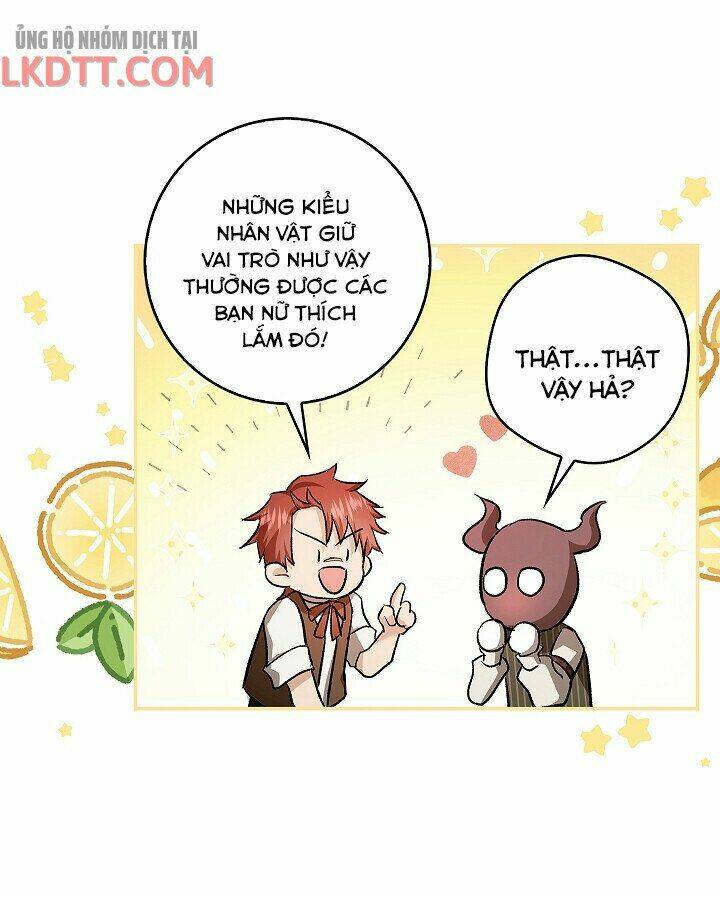 ỦNG HỘ NHÓM DỊCH TẠI
LKDTT.COM
NHỮNG KIỂU
NHÂN VẬT GIỮ
VAI TRÒ NHƯ VẬY
THƯỜNG ĐƯỢC CÁC
BẠN NỮ THÍCH
LẮM ĐÓ!
THẬT...THẬT
VẬY HẢ?